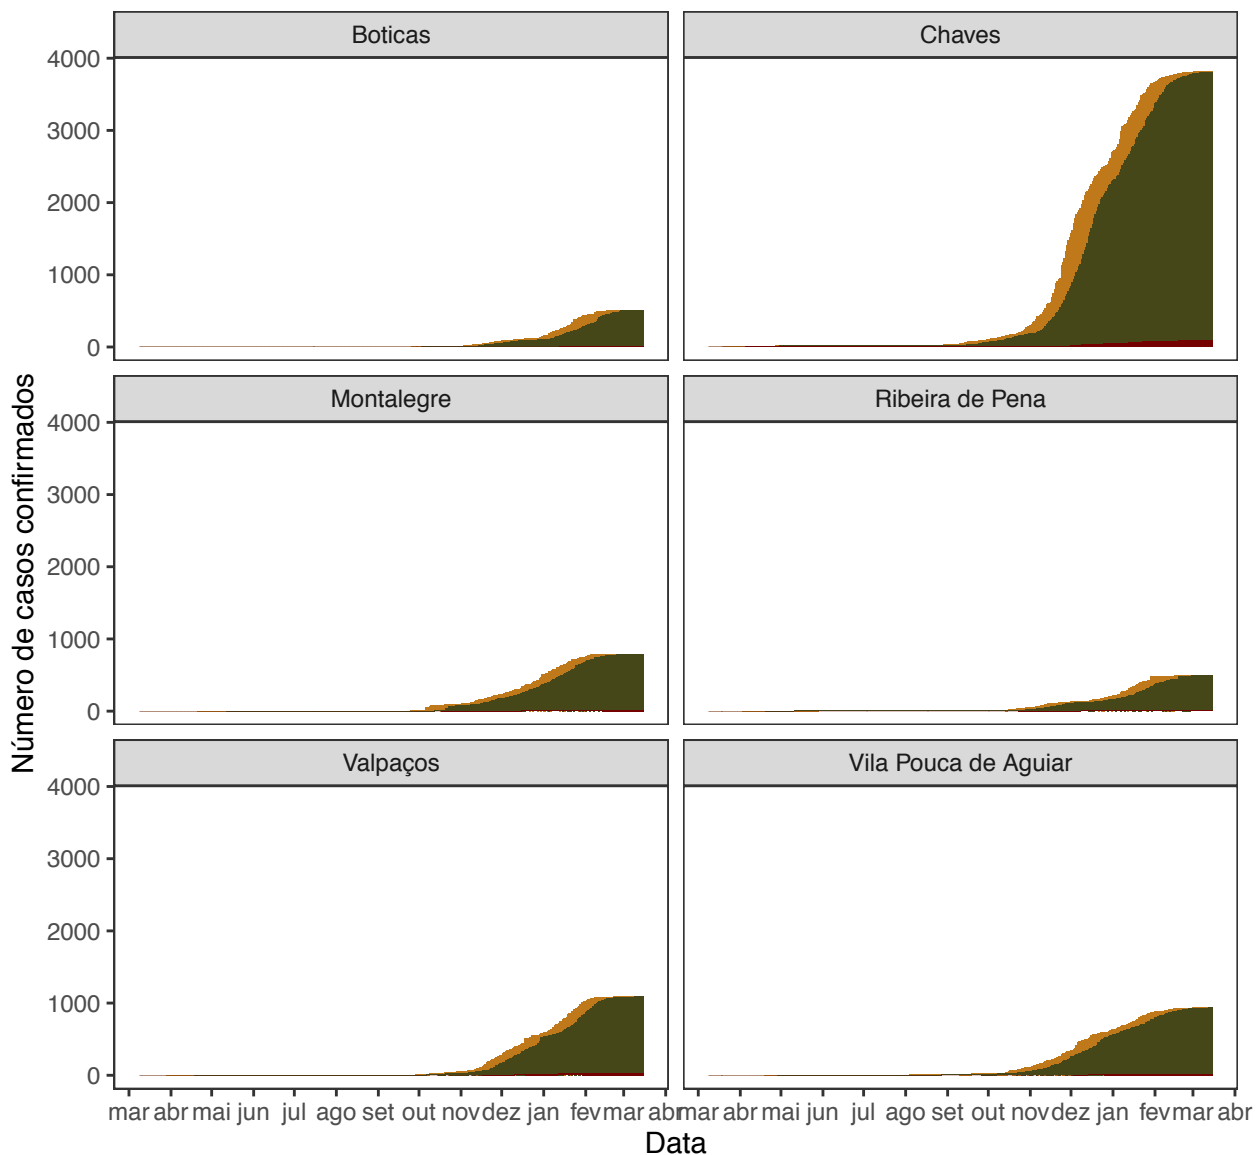 Boticas
Chaves
4000
3000
2000
1000
0
Número de casos confirmados
Montalegre
Ribeira de Pena
4000
3000
2000
1000
0
Valpaços
Vila Pouca de Aguiar
4000
3000
2000
1000
0
mar abr mai jun jul ago set out nov dez jan fev mar abr
mar abr mai jun jul ago set out nov dez jan fev mar abr
Data